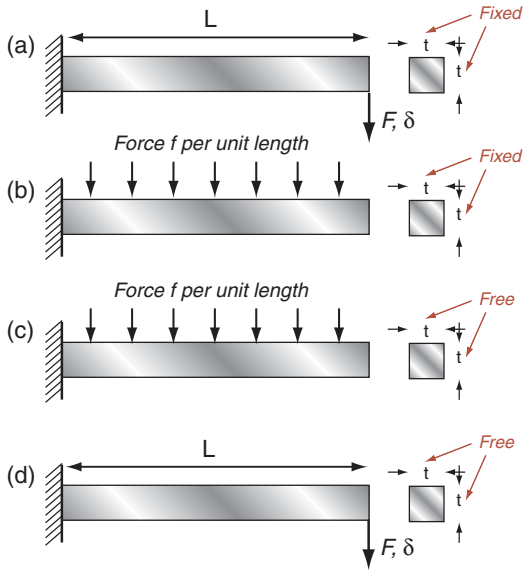 L
Fixed
(a)
t
t
F, δ
Force f per unit length
Fixed
(b)
t
t
Force f per unit length
Free
(c)
t
t
L
Free
(d)
t
t
F, δ